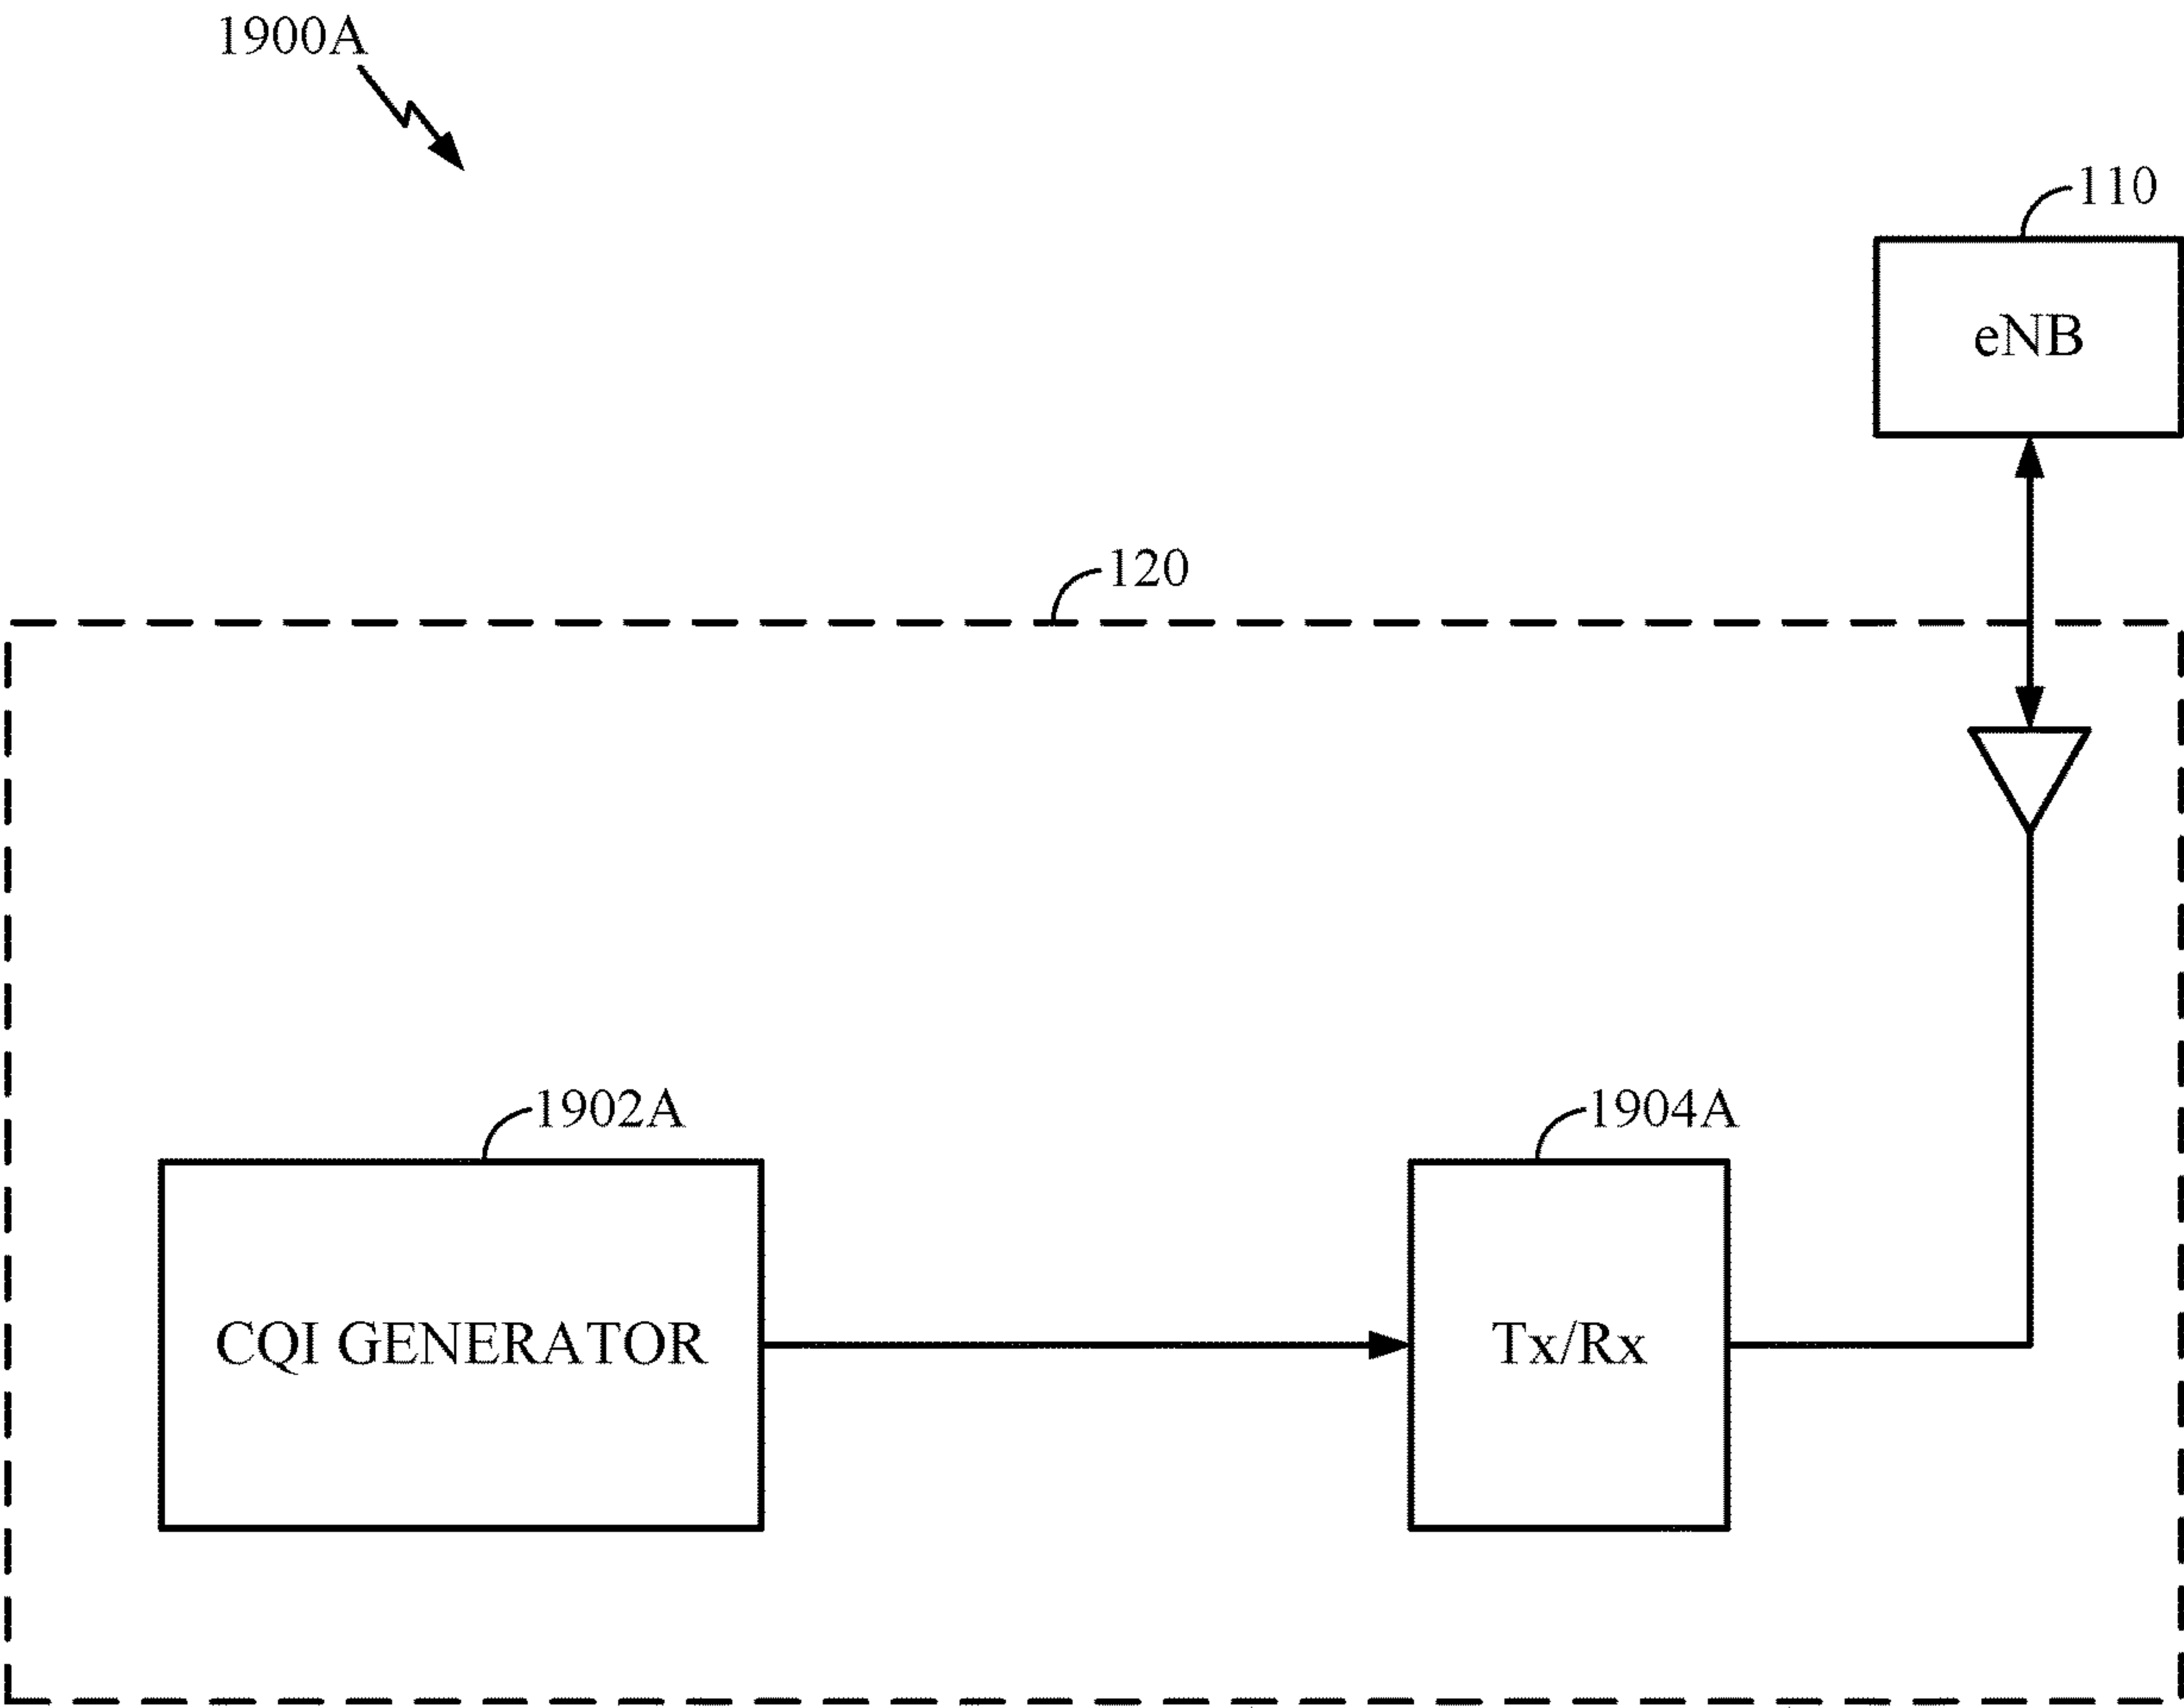 1900A
110
eNB
120
1902A
1904A
CQI GENERATOR
Tx/Rx